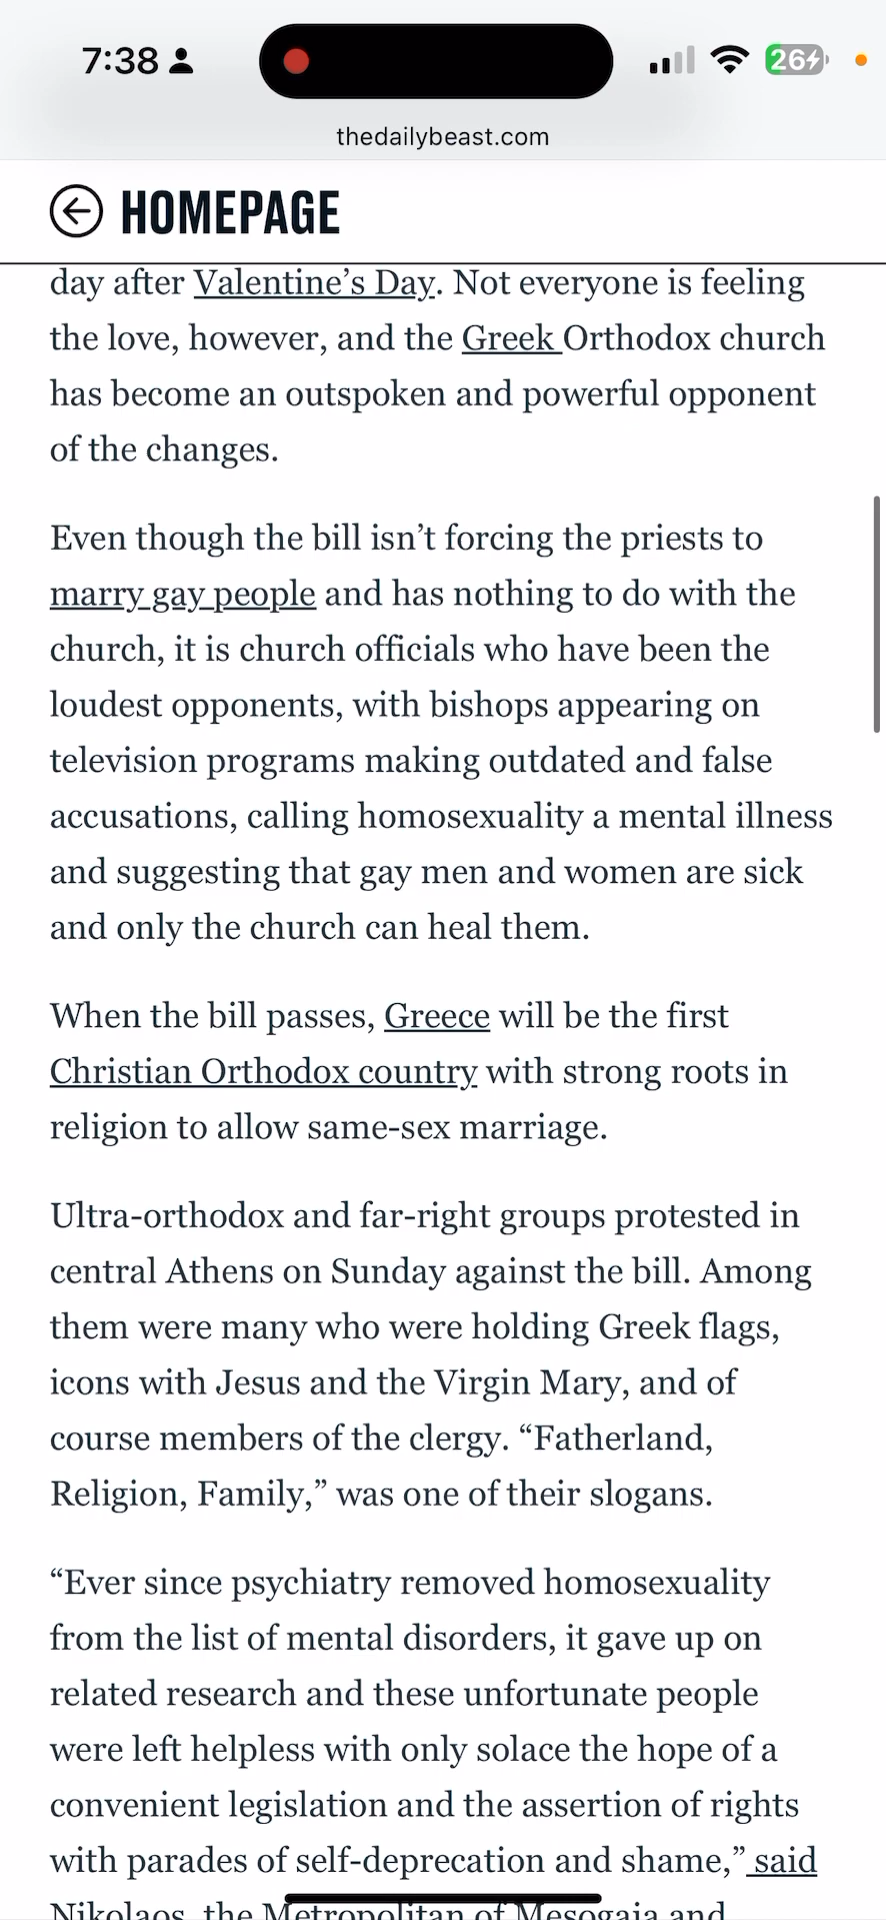 7:38
26
thedailybeast.com
HOMEPAGE
day after Valentine’s Day. Not everyone is feeling
the love, however, and the Greek Orthodox church
has become an outspoken and powerful opponent
of the changes.
Even though the bill isn’t forcing the priests to
marry gay people and has nothing to do with the
church, it is church officials who have been the
loudest opponents, with bishops appearing on
television programs making outdated and false
accusations, calling homosexuality a mental illness
and suggesting that gay men and women are sick
and only the church can heal them.
When the bill passes, Greece will be the first
Christian Orthodox country with strong roots in
religion to allow same-sex marriage.
Ultra-orthodox and far-right groups protested in
central Athens on Sunday against the bill. Among
them were many who were holding Greek flags,
icons with Jesus and the Virgin Mary, and of
course members of the clergy. “Fatherland,
Religion, Family,” was one of their slogans.
“Ever since psychiatry removed homosexuality
from the list of mental disorders, it gave up on
related research and these unfortunate people
were left helpless with only solace the hope of a
convenient legislation and the assertion of rights
with parades of self-deprecation and shame,” said
Nikolaos, the Metropolitan of Mesogaia and